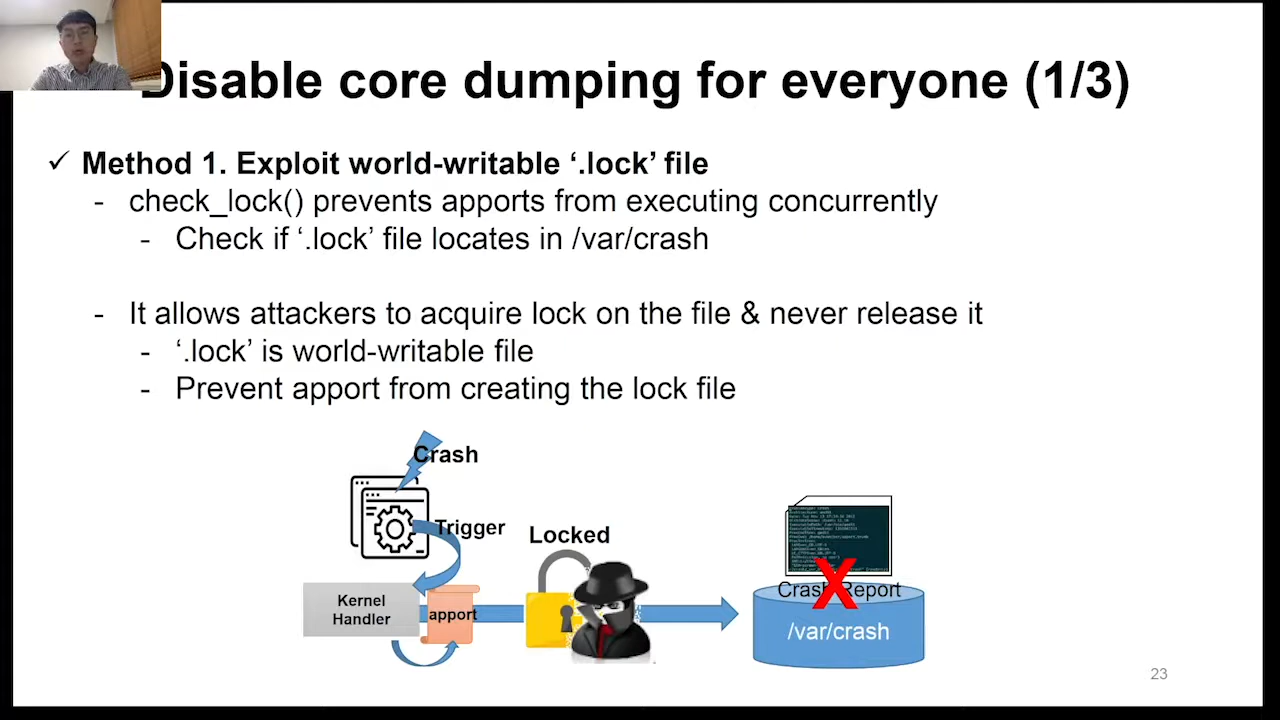 Disable core dumping for everyone (1/3)
✓ Method 1. Exploit world-writable ‘.lock’ file
- check_lock() prevents apports from executing concurrently
- Check if ‘.lock’ file locates in /var/crash
- It allows attackers to acquire lock on the file & never release it
- ‘.lock’ is world-writable file
- Prevent apport from creating the lock file
Crash
Trigger
Locked
Kernel
Handler
apport
Crash Report
/var/crash
23